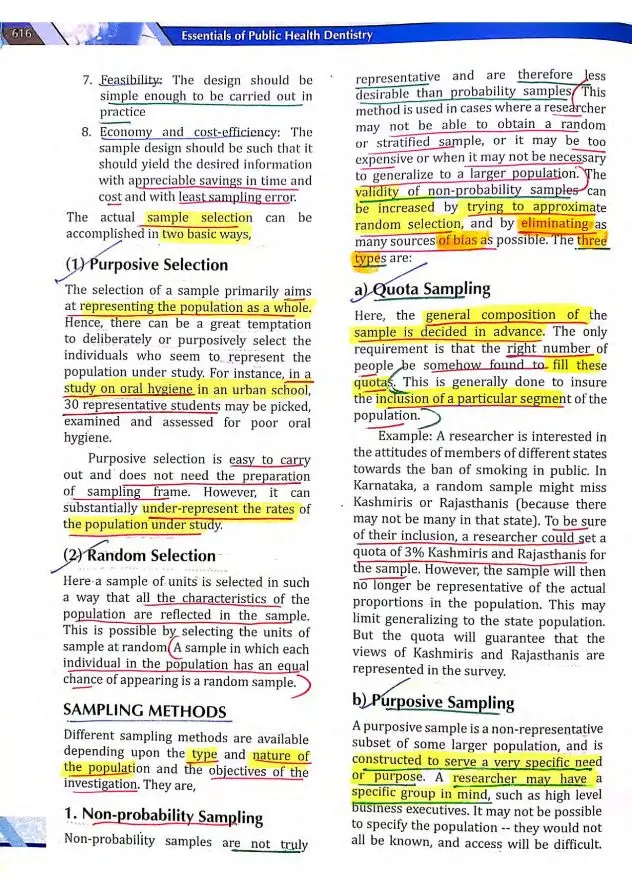 616
Essentials of Public Health Dentistry
7. Feasibility: The design should be
simple enough to be carried out in
practice
8. Economy and cost-efficiency: The
sample design should be such that it
should yield the desired information
with appreciable savings in time and
cost and with least sampling error.
The actual sample selection can be
accomplished in two basic ways,
(1) Purposive Selection
The selection of a sample primarily aims
at representing the population as a whole.
Hence, there can be a great temptation
to deliberately or purposively select the
individuals who seem to represent the
population under study. For instance, in a
study on oral hygiene in an urban school,
30 representative students may be picked,
examined and assessed for poor oral
hygiene.
Purposive selection is easy to carry
out and does not need the preparation
of sampling frame. However, it can
substantially under-represent the rates of
the population under study.
(2) Random Selection
Here a sample of units is selected in such
a way that all the characteristics of the
population are reflected in the sample.
This is possible by selecting the units of
sample at random. A sample in which each
individual in the population has an equal
chance of appearing is a random sample.
SAMPLING METHODS
Different sampling methods are available
depending upon the type and nature of
the population and the objectives of the
investigation. They are,
1. Non-probability Sampling
Non-probability samples are not truly
representative and are therefore less
desirable than probability samples. This
method is used in cases where a researcher
may not be able to obtain a random
or stratified sample, or it may be too
expensive or when it may not be necessary
to generalize to a larger population. The
validity of non-probability samples can
be increased by trying to approximate
random selection, and by eliminating as
many sources of bias as possible. The three
types are:
a) Quota Sampling
Here, the general composition of the
sample is decided in advance. The only
requirement is that the right number of
people be somehow found to fill these
quotas. This is generally done to insure
the inclusion of a particular segment of the
population.
Example: A researcher is interested in
the attitudes of members of different states
towards the ban of smoking in public. In
Karnataka, a random sample might miss
Kashmiris or Rajasthanis (because there
may not be many in that state). To be sure
of their inclusion, a researcher could set a
quota of 3% Kashmiris and Rajasthanis for
the sample. However, the sample will then
no longer be representative of the actual
proportions in the population. This may
limit generalizing to the state population.
But the quota will guarantee that the
views of Kashmiris and Rajasthanis are
represented in the survey.
b) Purposive Sampling
A purposive sample is a non-representative
subset of some larger population, and is
constructed to serve a very specific need
or purpose. A researcher may have a
specific group in mind, such as high level
business executives. It may not be possible
to specify the population -- they would not
all be known, and access will be difficult.